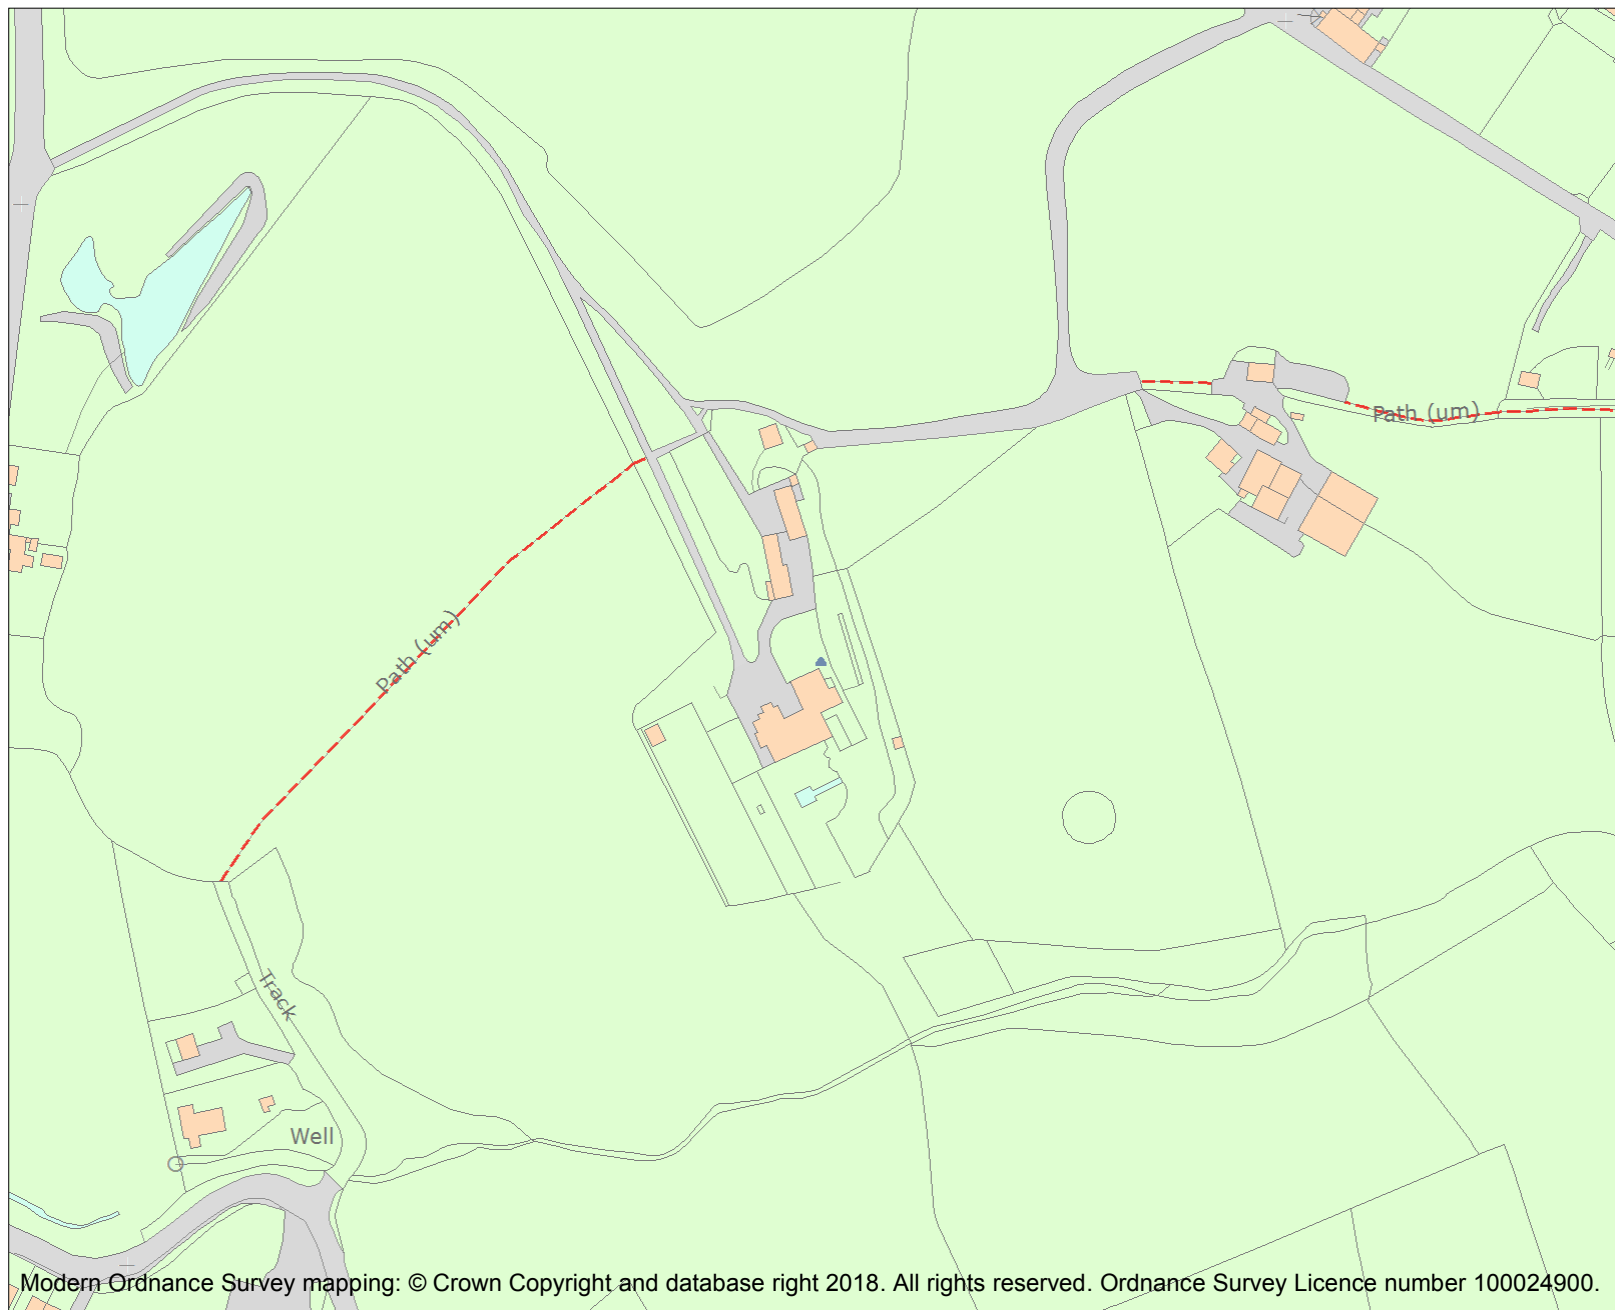 Path (um)
Path (um)
Track
Well
Modern Ordnance Survey mapping: © Crown Copyright and database right 2018. All rights reserved. Ordnance Survey Licence number 100024900.